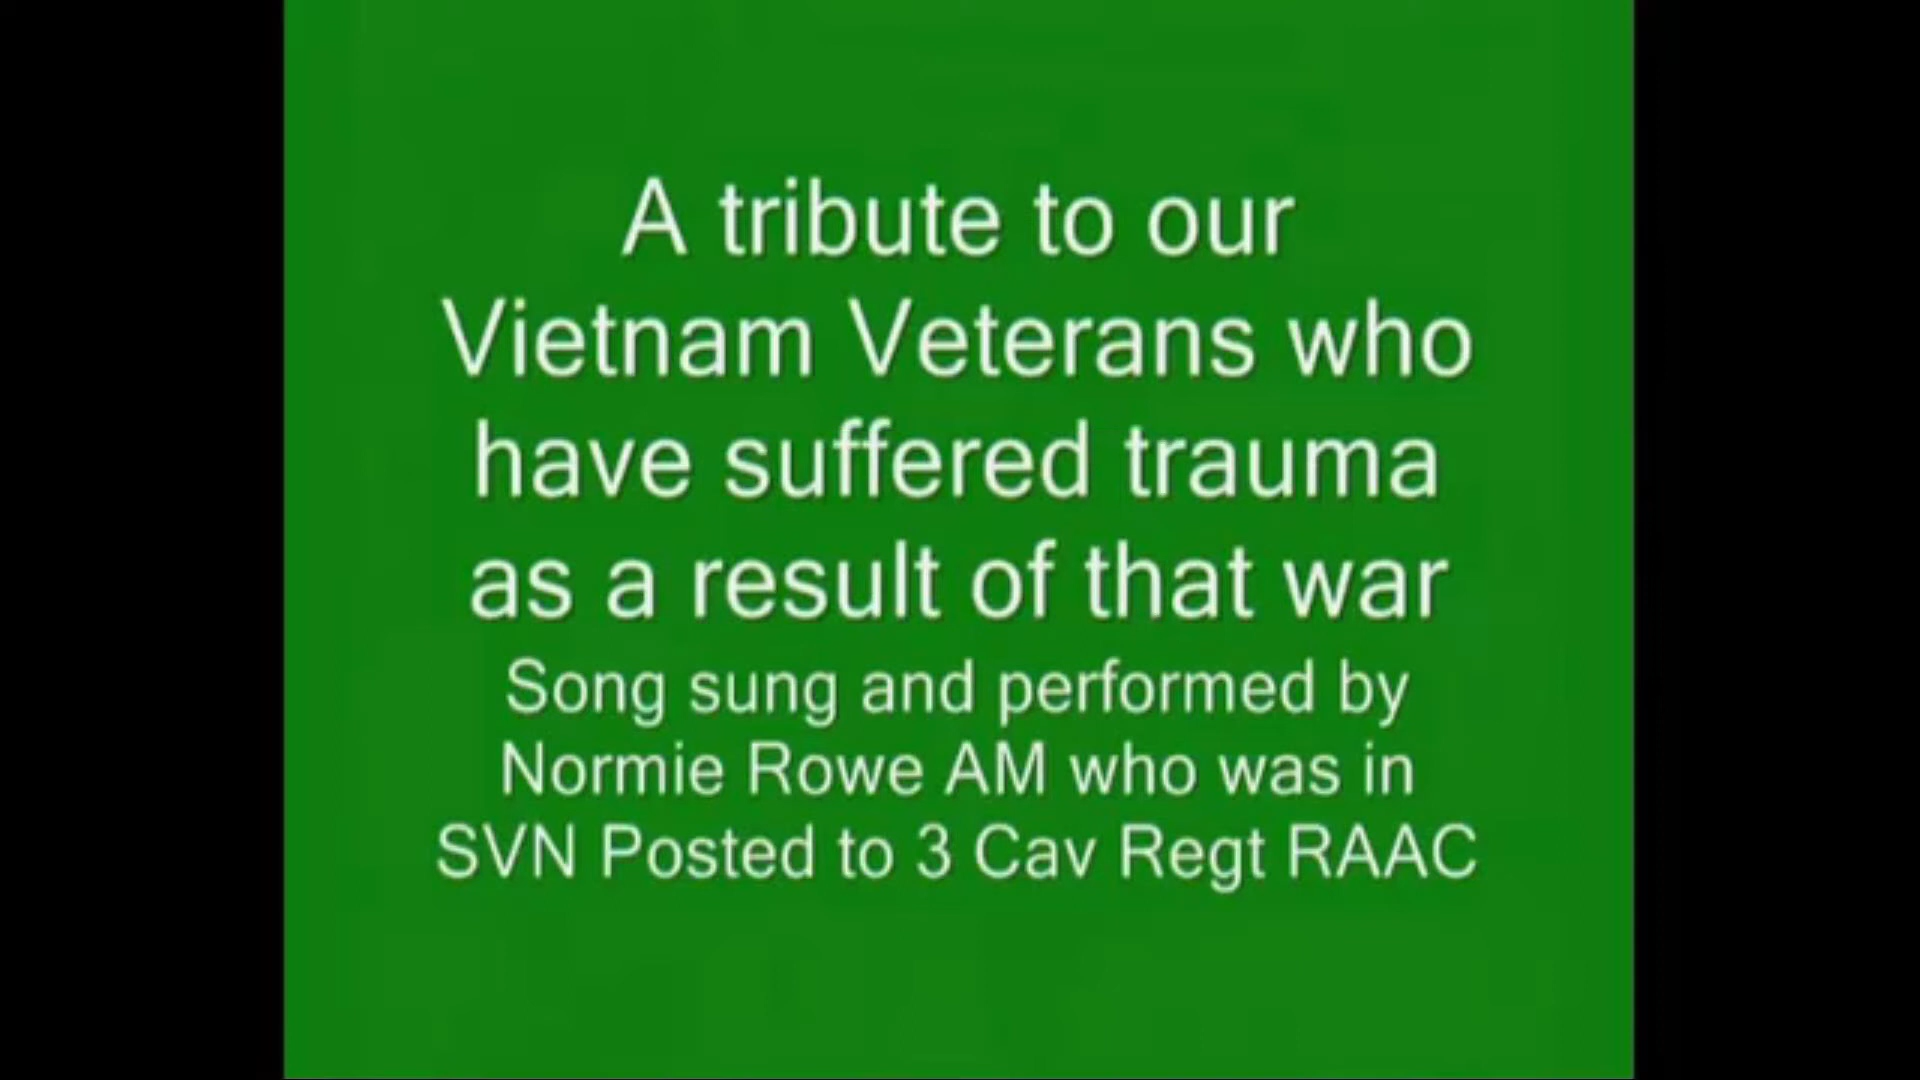 A tribute to our
Vietnam Veterans who
have suffered trauma
as a result of that war
Song sung and performed by
Normie Rowe AM who was in
SVN Posted to 3 Cav Regt RAAC